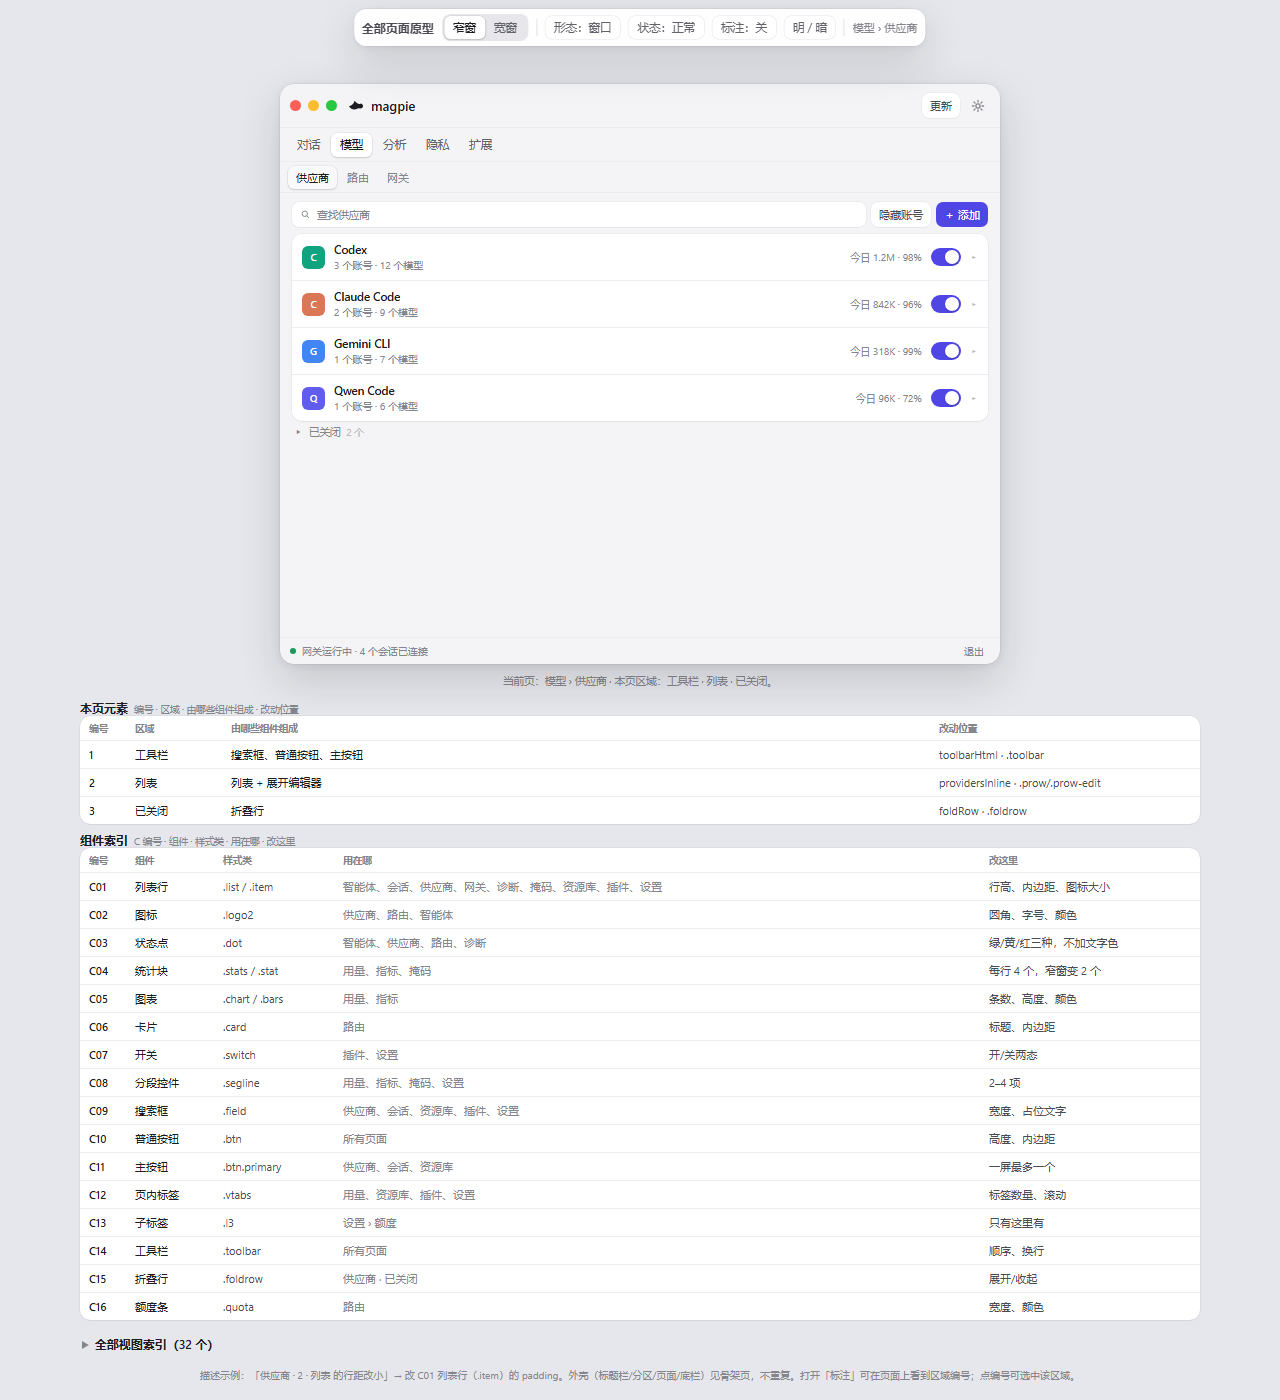 全部页面原型 窄窗 宽窗 形态：窗口 状态：正常 标注：关 明 / 暗 模型 › 供应商
magpie 更新
对话 模型 分析 隐私 扩展
供应商 路由 网关
查找供应商 隐藏账号 + 添加
C Codex 今日 1.2M · 98%
3 个账号 · 12 个模型
C Claude Code 今日 842K · 96%
2 个账号 · 9 个模型
G Gemini CLI 今日 318K · 99%
1 个账号 · 7 个模型
Q Qwen Code 今日 96K · 72%
1 个账号 · 6 个模型
▸ 已关闭 2 个
网关运行中 · 4 个会话已连接 退出
当前页：模型 › 供应商 · 本页区域：工具栏 · 列表 · 已关闭。
本页元素 编号 · 区域 · 由哪些组件组成 · 改动位置
编号 区域 由哪些组件组成 改动位置
1 工具栏 搜索框、普通按钮、主按钮 toolbarHtml · .toolbar
2 列表 列表 + 展开编辑器 providersInline · .prow/.prow-edit
3 已关闭 折叠行 foldRow · .foldrow
组件索引 C 编号 · 组件 · 样式类 · 用在哪 · 改这里
编号 组件 样式类 用在哪 改这里
C01 列表行 .list / .item 智能体、会话、供应商、网关、诊断、掩码、资源库、插件、设置 行高、内边距、图标大小
C02 图标 .logo2 供应商、路由、智能体 圆角、字号、颜色
C03 状态点 .dot 智能体、供应商、路由、诊断 绿/黄/红三种，不加文字色
C04 统计块 .stats / .stat 用量、指标、掩码 每行 4 个，窄窗变 2 个
C05 图表 .chart / .bars 用量、指标 条数、高度、颜色
C06 卡片 .card 路由 标题、内边距
C07 开关 .switch 插件、设置 开/关两态
C08 分段控件 .segline 用量、指标、掩码、设置 2–4 项
C09 搜索框 .field 供应商、会话、资源库、插件、设置 宽度、占位文字
C10 普通按钮 .btn 所有页面 高度、内边距
C11 主按钮 .btn.primary 供应商、会话、资源库 一屏最多一个
C12 页内标签 .vtabs 用量、资源库、插件、设置 标签数量、滚动
C13 子标签 .l3 设置 › 额度 只有这里有
C14 工具栏 .toolbar 所有页面 顺序、换行
C15 折叠行 .foldrow 供应商 · 已关闭 展开/收起
C16 额度条 .quota 路由 宽度、颜色
▶ 全部视图索引（32 个）
描述示例：「供应商 · 2 · 列表 的行距改小」→ 改 C01 列表行（.item）的 padding。外壳（标题栏/分区/页面/底栏）见骨架页，不重复。打开「标注」可在页面上看到区域编号；点编号可选中该区域。